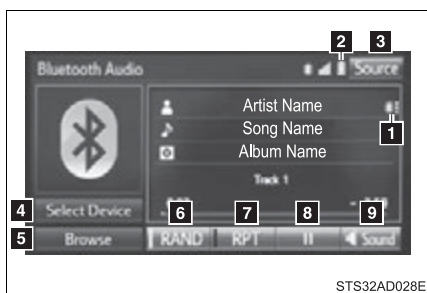 2 3
Bluetooth Audio Source
Artist Name
1
Song Name
Album Name
Track 1
4 Select Device 6 7 8 9
5 Browse RAND RPT II Sound
STS32AD028E